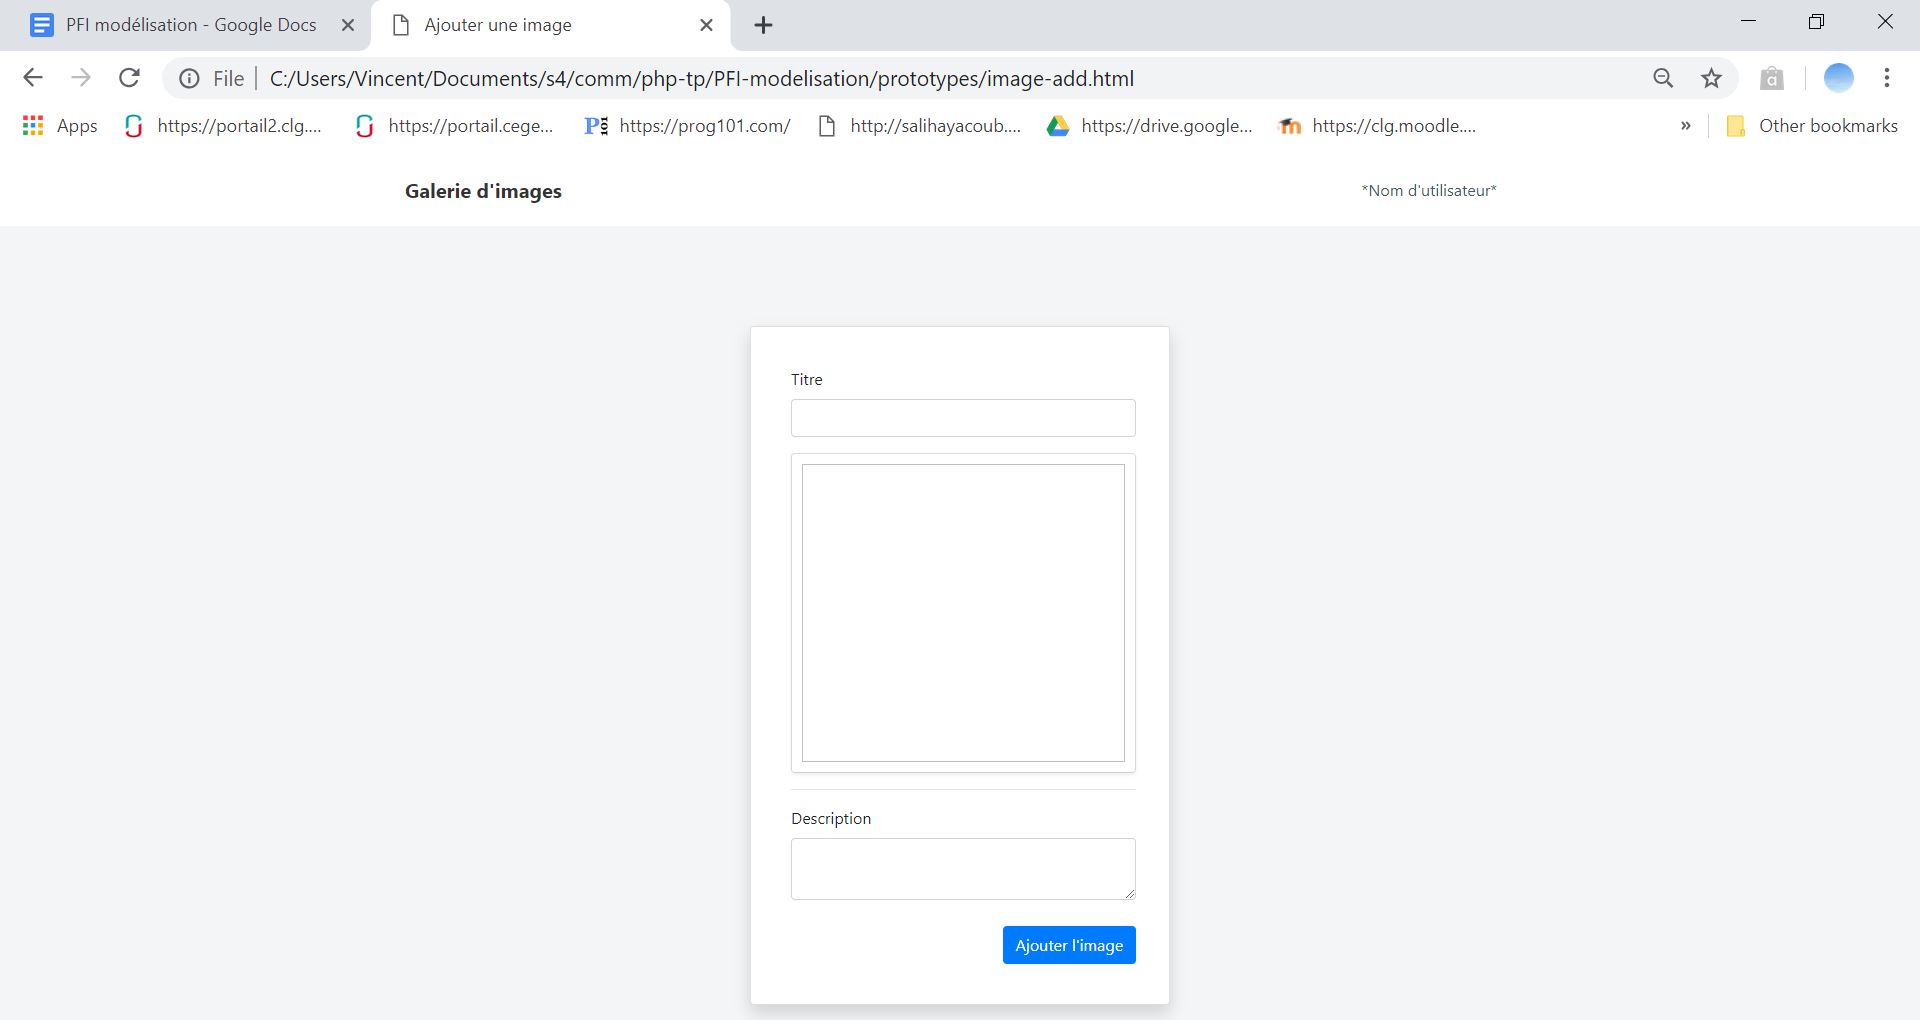 PFI modélisation - Google Docs
Ajouter une image
File
C:/Users/Vincent/Documents/s4/comm/php-tp/PFI-modelisation/prototypes/image-add.html
Apps
https://portail2.clg....
https://portail.cege...
P101
https://prog101.com/
http://salihayacoub....
https://drive.google...
https://clg.moodle....
»
Other bookmarks
Galerie d'images
*Nom d'utilisateur*
Titre
Description
Ajouter l'image